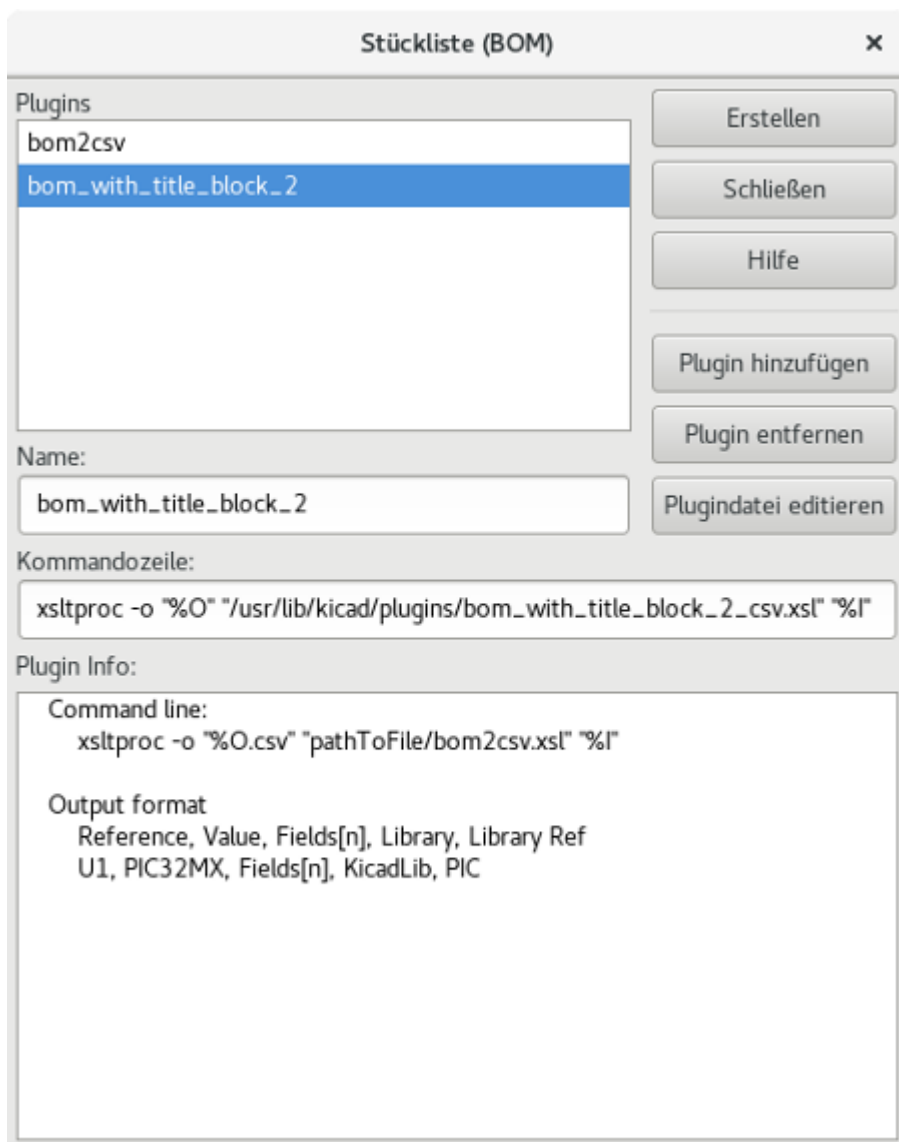 Stückliste (BOM)
Plugins
bom2csv
bom_with_title_block_2
Erstellen
Schließen
Hilfe
Plugin hinzufügen
Plugin entfernen
Plugindatei editieren
Name:
bom_with_title_block_2
Kommandozeile:
xsltproc -o "%O" "/usr/lib/kicad/plugins/bom_with_title_block_2_csv.xsl" "%I"
Plugin Info:
Command line:
xsltproc -o "%O.csv" "pathToFile/bom2csv.xsl" "%I"
Output format
Reference, Value, Fields[n], Library, Library Ref
U1, PIC32MX, Fields[n], KicadLib, PIC